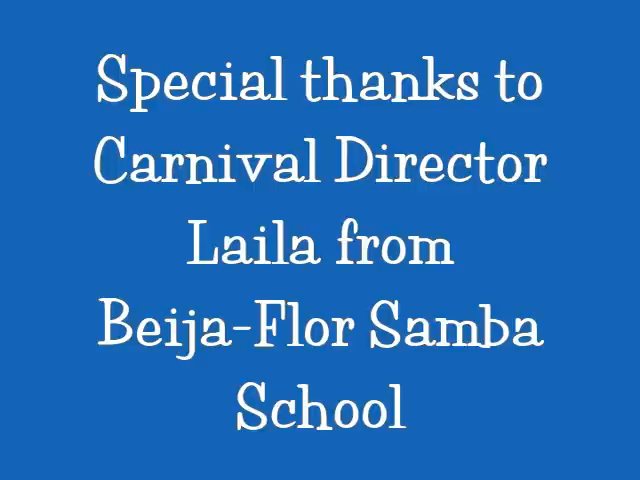 Special thanks to
Carnival Director
Laila from
Beija-Flor Samba
School